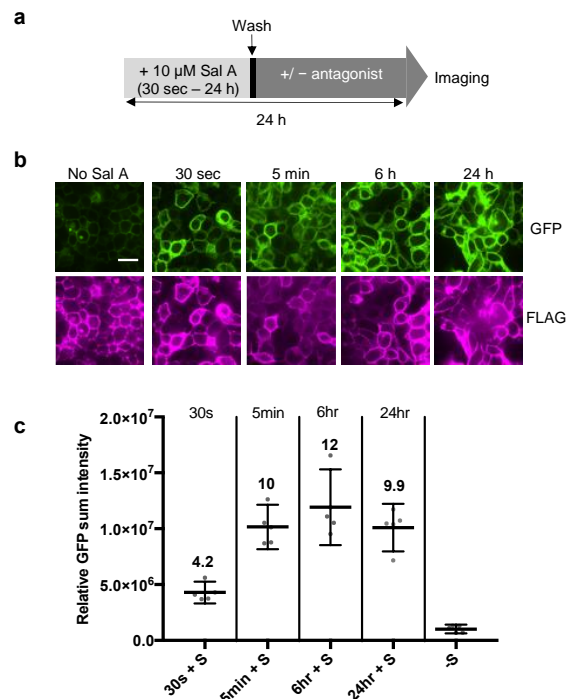 a
Wash
+ 10 µM Sal A
(30 sec – 24 h)
+/ − antagonist
Imaging
24 h
b
No Sal A 30 sec 5 min 6 h 24 h
GFP
FLAG
c
30s 5min 6hr 24hr
Relative GFP sum intensity
2.0×10⁷
1.5×10⁷
1.0×10⁷
5.0×10⁶
0.0
4.2
10
12
9.9
30s + S
5min + S
6hr + S
24hr + S
-S